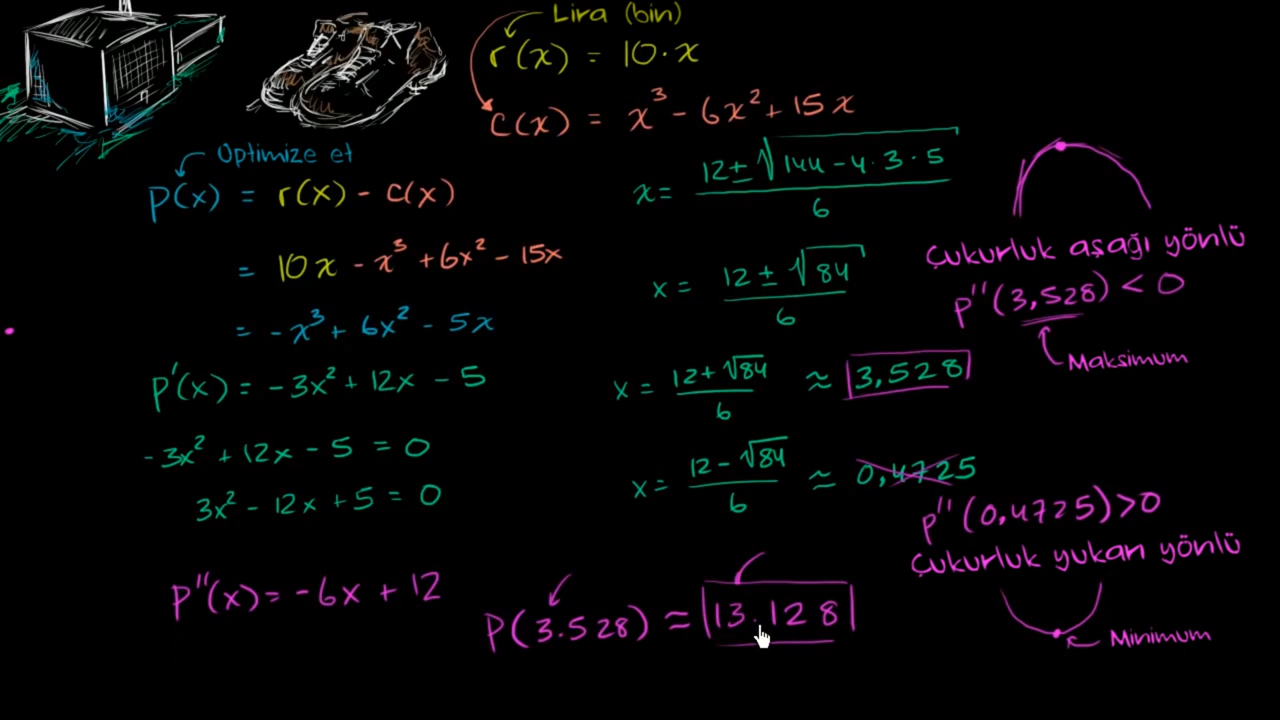 Lira (bin)
r(x) = 10·x
c(x) = x³ - 6x² + 15x
Optimize et
P(x) = r(x) - c(x)
= 10x - x³ + 6x² - 15x
= -x³ + 6x² - 5x
P'(x) = -3x² + 12x - 5
-3x² + 12x - 5 = 0
3x² - 12x + 5 = 0
P''(x) = -6x + 12
x = (12 ± √(144 - 4·3·5)) / 6
x = (12 ± √84) / 6
x = (12 + √84) / 6 ≈ 3,528
x = (12 - √84) / 6 ≈ 0,4725
P(3.528) ≈ 13.128
Çukurluk aşağı yönlü
P''(3,528) < 0
Maksimum
P''(0,4725) > 0
Çukurluk yukarı yönlü
Minimum